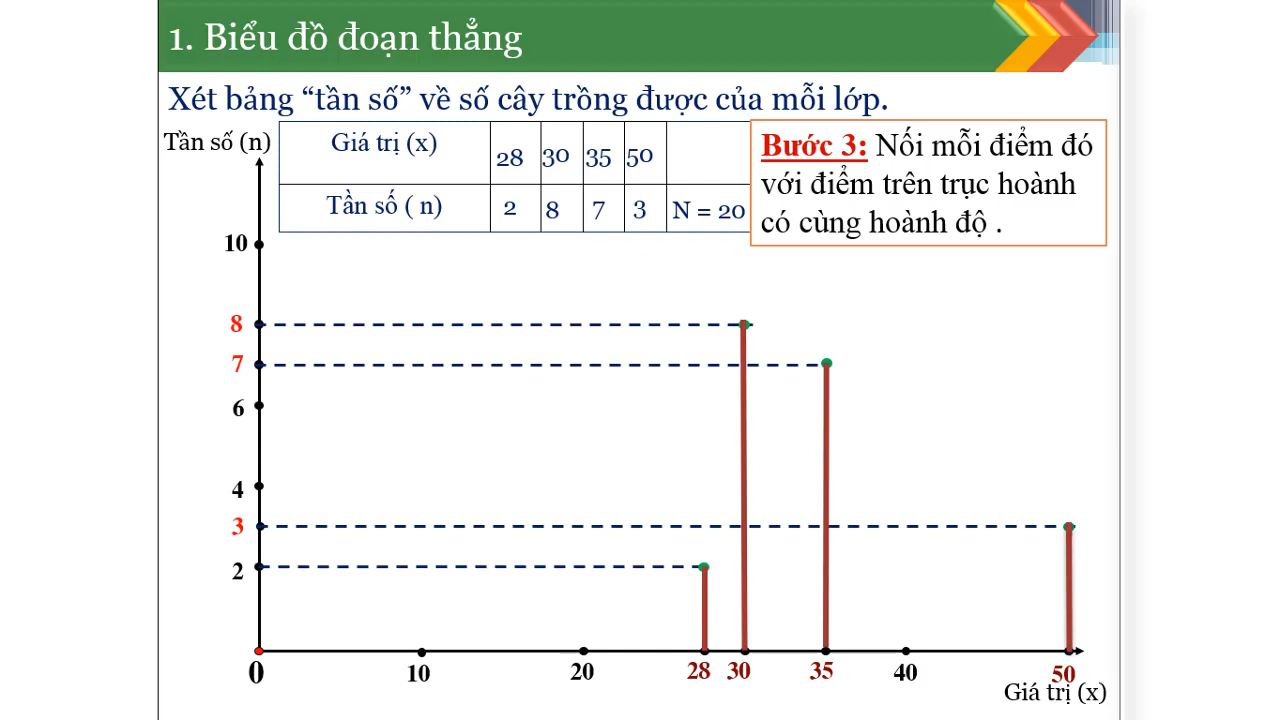 1. Biểu đồ đoạn thẳng
Xét bảng “tần số” về số cây trồng được của mỗi lớp.
Tần số (n)
Giá trị (x) 28 30 35 50
Tần số ( n) 2 8 7 3 N = 20
Bước 3: Nối mỗi điểm đó
với điểm trên trục hoành
có cùng hoành độ .
10
8
7
6
4
3
2
0 10 20 28 30 35 40 50
Giá trị (x)